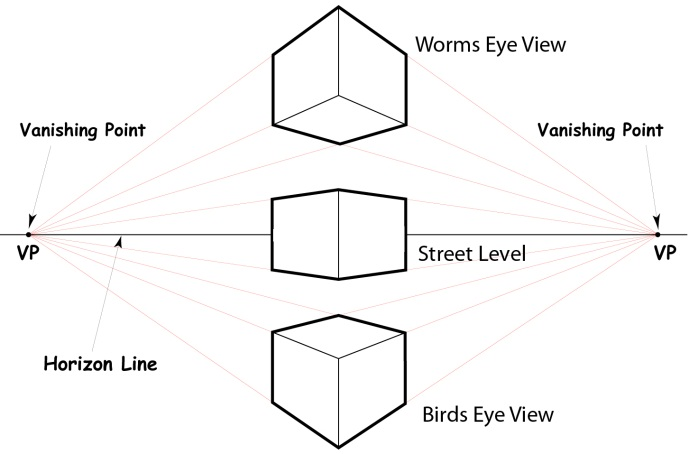 Worms Eye View
Vanishing Point
Vanishing Point
VP
VP
Street Level
Horizon Line
Birds Eye View